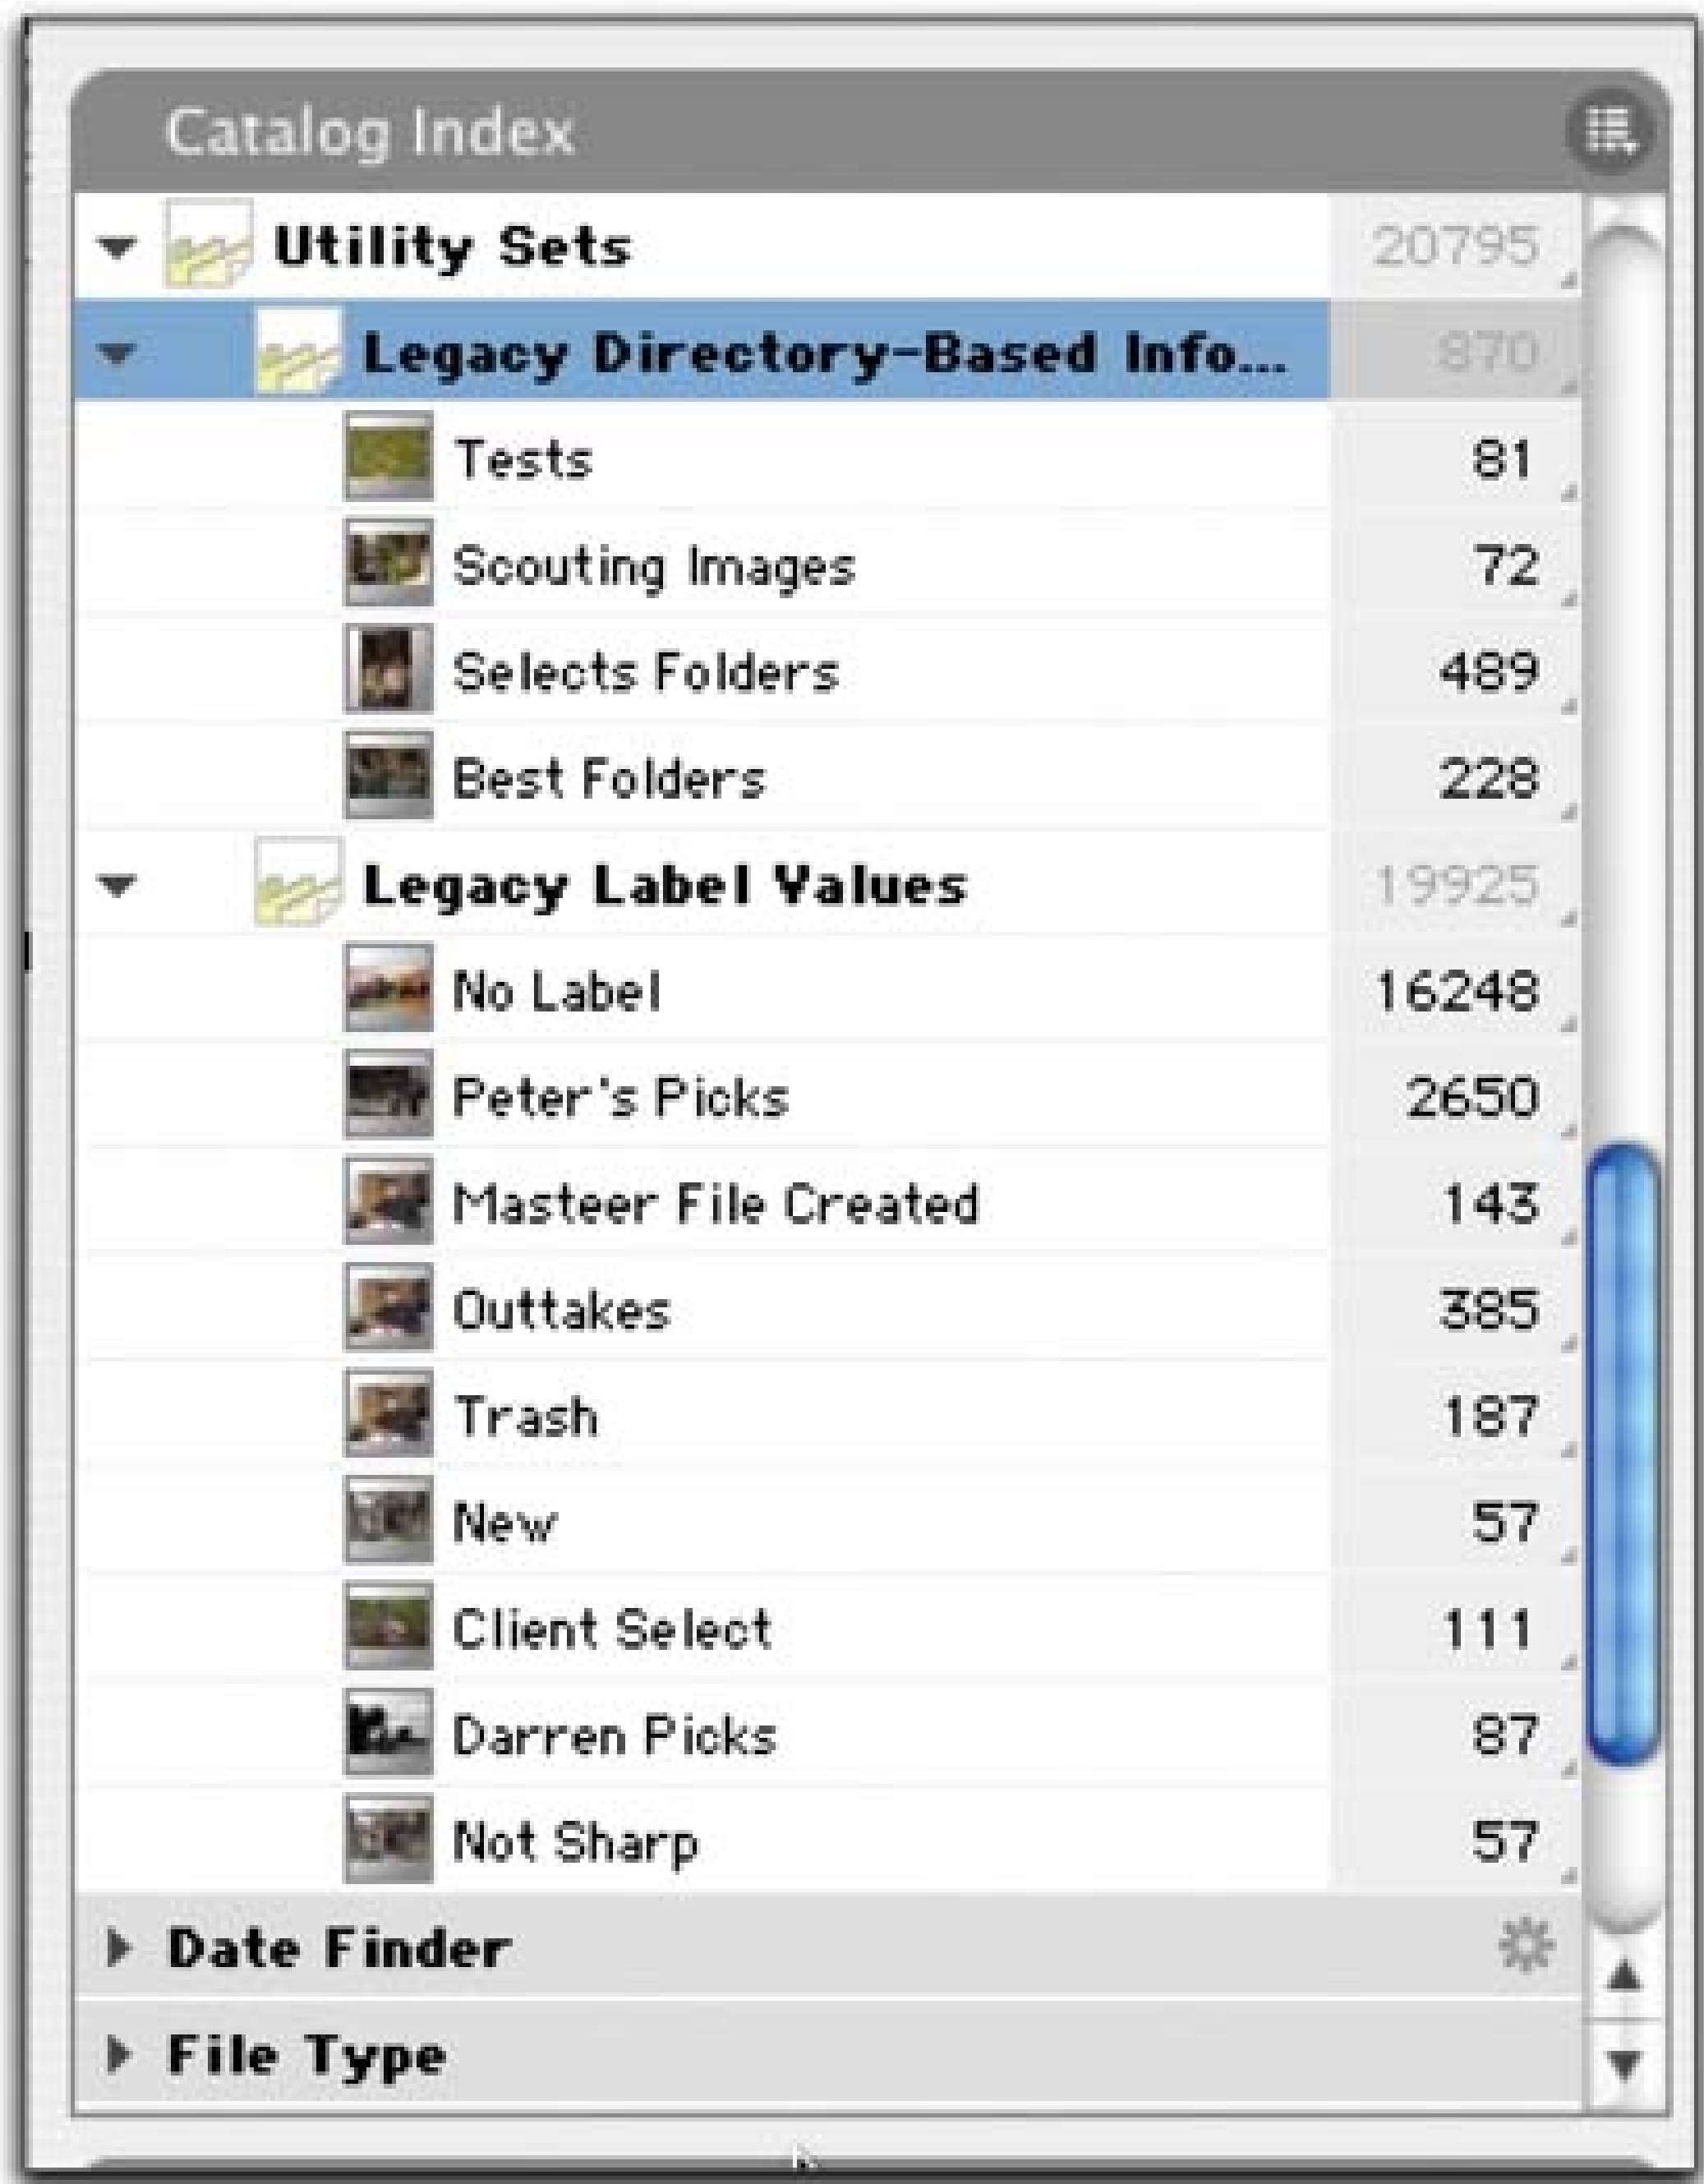 Catalog Index
Utility Sets 20795
Legacy Directory-Based Info... 870
Tests 81
Scouting Images 72
Selects Folders 489
Best Folders 228
Legacy Label Values 19925
No Label 16248
Peter's Picks 2650
Masteer File Created 143
Outtakes 385
Trash 187
New 57
Client Select 111
Darren Picks 87
Not Sharp 57
Date Finder
File Type